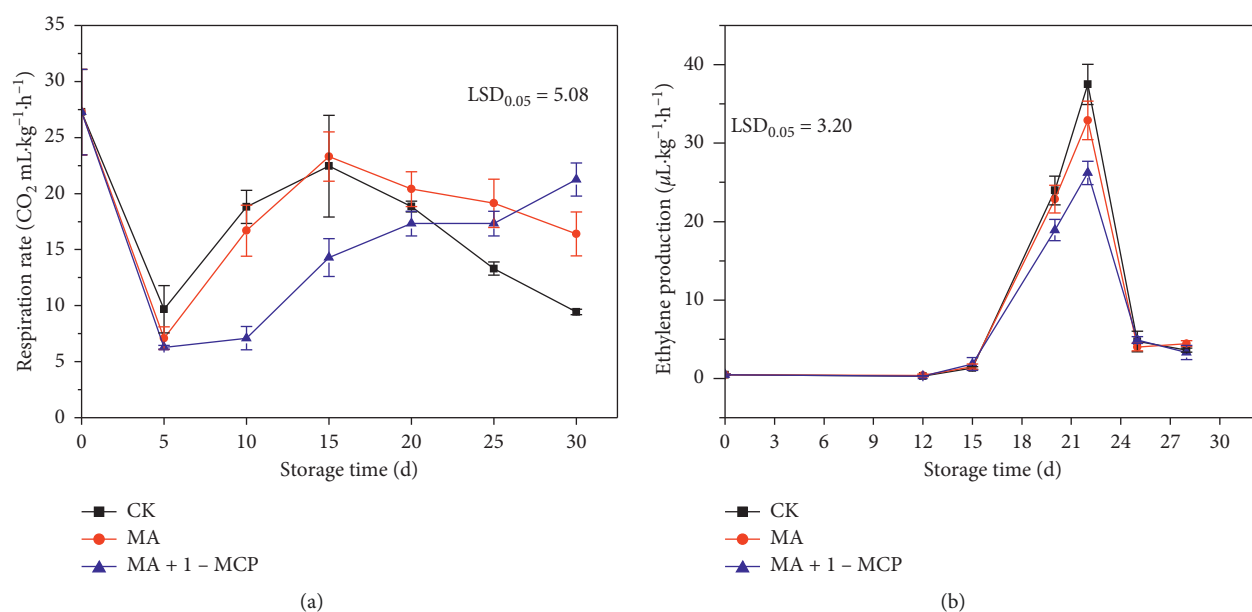 Respiration rate (CO₂ mL·kg⁻¹·h⁻¹)
35
30
25
20
15
10
5
0
LSD₀.₀₅ = 5.08
0 5 10 15 20 25 30
Storage time (d)
CK
MA
MA + 1 – MCP
(a)
Ethylene production (µL·kg⁻¹·h⁻¹)
40
30
20
10
0
LSD₀.₀₅ = 3.20
0 3 6 9 12 15 18 21 22 25 27 30
Storage time (d)
CK
MA
MA + 1 – MCP
(b)